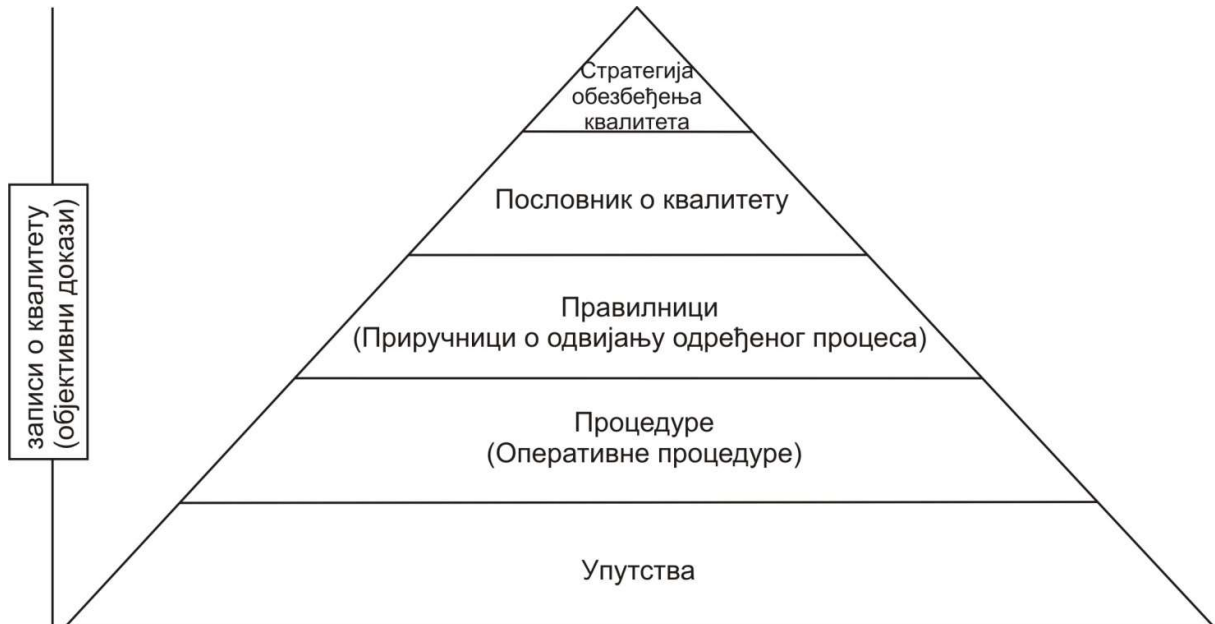 Стратегија
обезбеђења
квалитета
Пословник о квалитету
Правилници
(Приручници о одвијању одређеног процеса)
Процедуре
(Оперативне процедуре)
Упутства
записи о квалитету
(објективни докази)